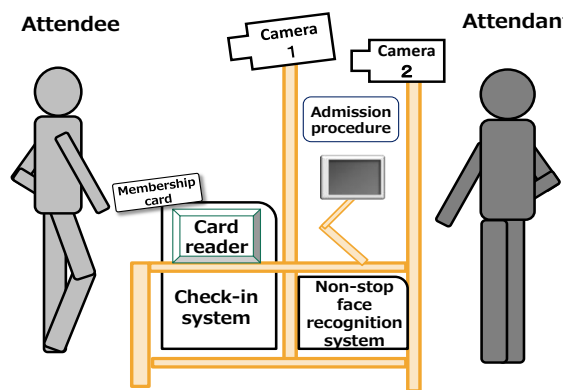 Attendee
Attendan
Camera
1
Camera
2
Admission
procedure
Membership
card
Card
reader
Check-in
system
Non-stop
face
recognition
system